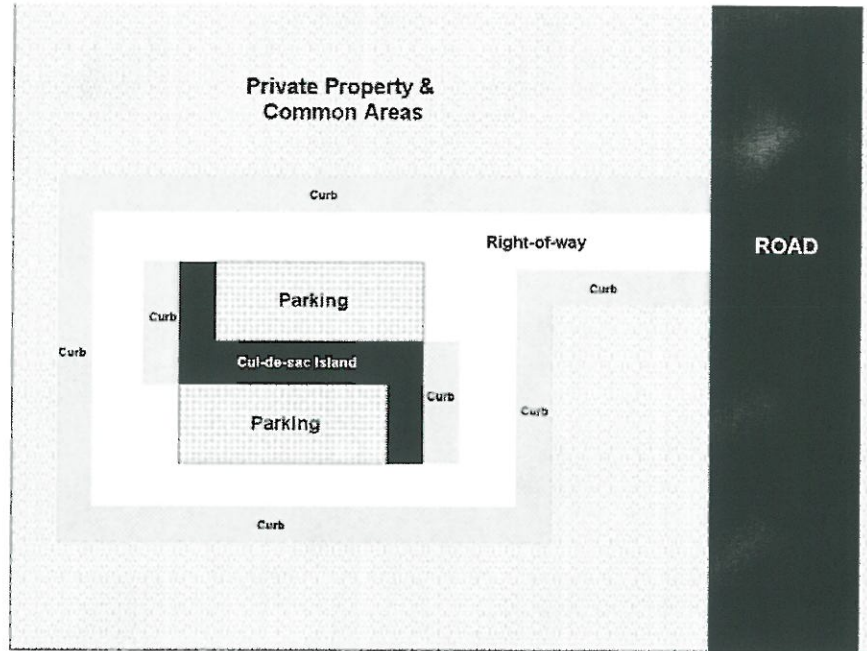 Private Property &
Common Areas
Curb
Right-of-way
ROAD
Curb
Parking
Curb
Curb
Cul-de-sac Island
Curb
Curb
Parking
Curb